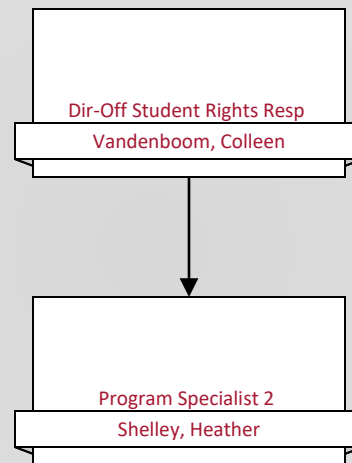 Dir-Off Student Rights Resp
Vandenboom, Colleen
Program Specialist 2
Shelley, Heather